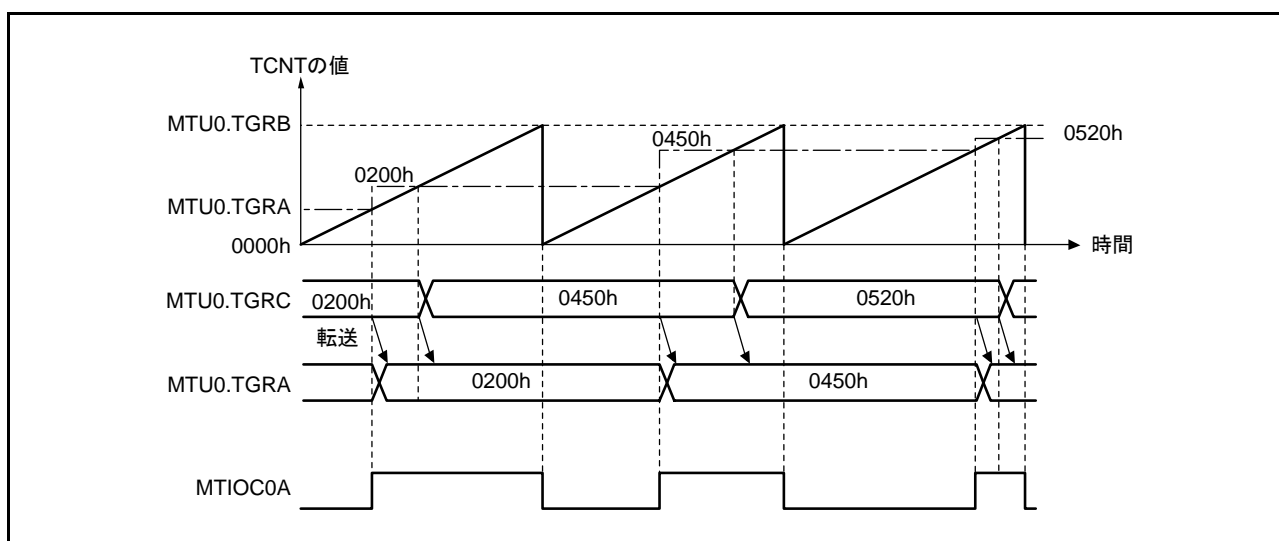 TCNTの値
MTU0.TGRB
0520h
0450h
0200h
MTU0.TGRA
0000h
時間
MTU0.TGRC
0200h
0450h
0520h
転送
MTU0.TGRA
0200h
0450h
MTIOC0A